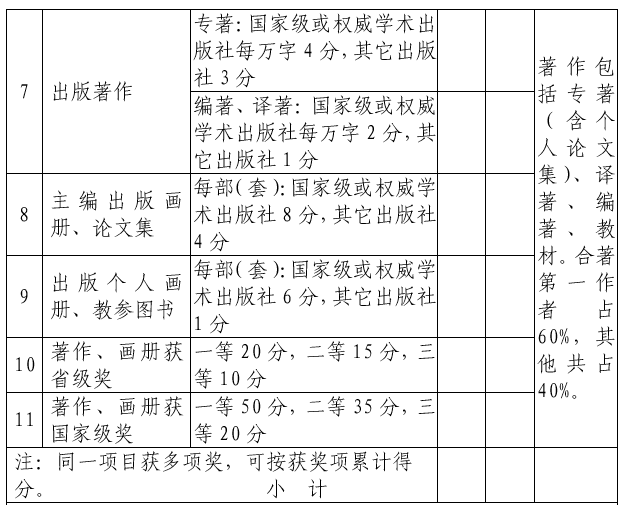 7
出版著作
专著：国家级或权威学术出
版社每万字 4 分，其它出版
社 3 分
编著、译著：国家级或权威
学术出版社每万字 2 分，其
它出版社 1 分
8
主编出版画
册、论文集
每部(套)：国家级或权威学
术出版社 8 分，其它出版社
4 分
9
出版个人画
册、教参图书
每部(套)：国家级或权威学
术出版社 6 分，其它出版社
1 分
10
著作、画册获
省级奖
一等 20 分，二等 15 分，三
等 10 分
11
著作、画册获
国家级奖
一等 50 分，二等 35 分，三
等 20 分
著作包
括专著
（含个
人论文
集）、译
著、编
著、教
材。合著
第一作
者占
60%，其
他共占
40%。
注：同一项目获多项奖，可按获奖项累计得
分。 小 计